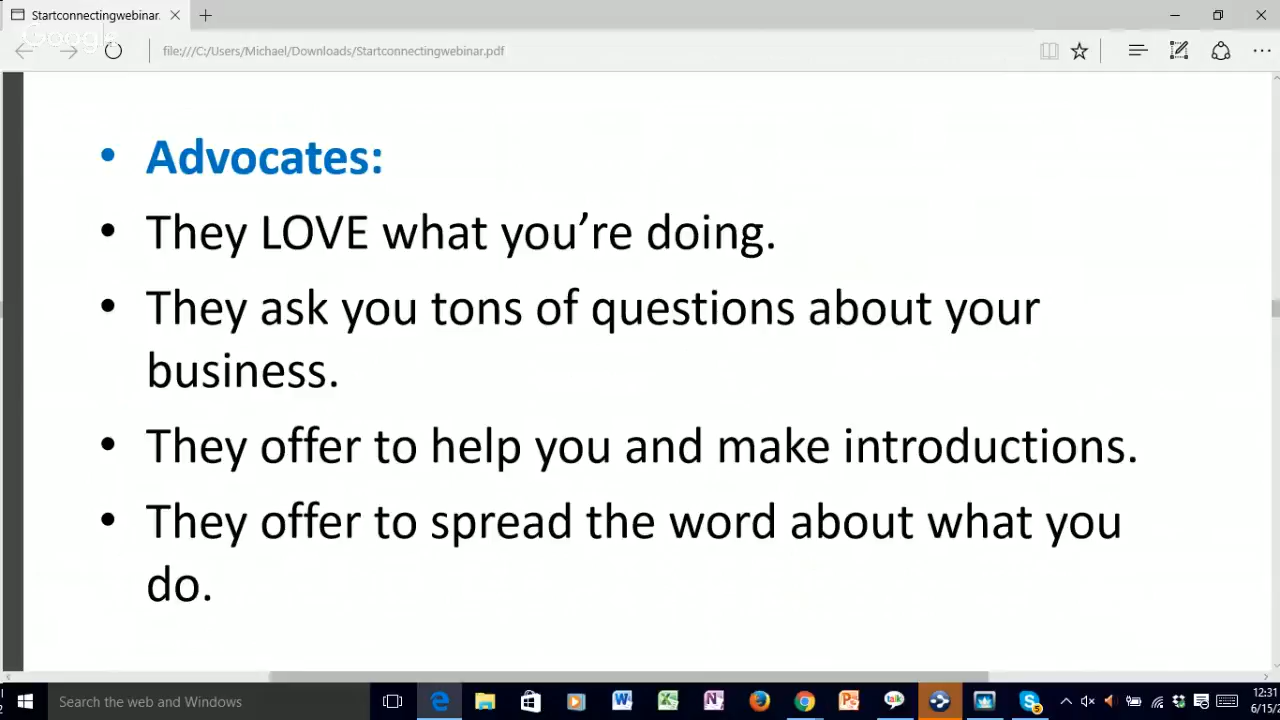 Startconnectingwebinar.
Google
file:///C:/Users/Michael/Downloads/Startconnectingwebinar.pdf
• Advocates:
• They LOVE what you’re doing.
• They ask you tons of questions about your
business.
• They offer to help you and make introductions.
• They offer to spread the word about what you
do.
Search the web and Windows
12:31
6/15/2